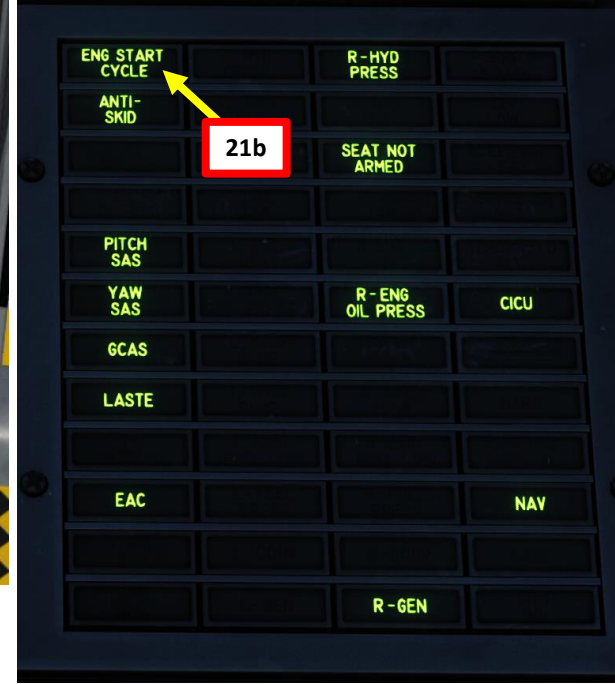 ENG START
CYCLE
R-HYD
PRESS
ANTI-
SKID
21b
SEAT NOT
ARMED
PITCH
SAS
YAW
SAS
R-ENG
OIL PRESS
CICU
GCAS
LASTE
EAC
NAV
R-GEN